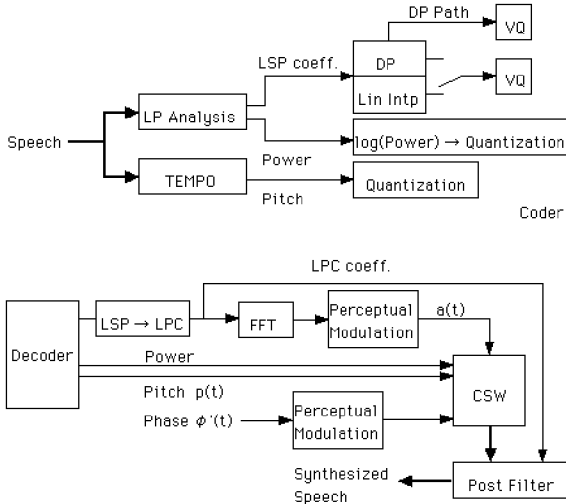 DP Path
VQ
LSP coeff.
DP
VQ
Lin Intp
LP Analysis
Speech
log(Power) → Quantization
Power
TEMPO
Quantization
Pitch
Coder
LPC coeff.
Perceptual
Modulation
a(t)
LSP → LPC
FFT
Decoder
Power
CSW
Pitch p(t)
Phase ϕ'(t)
Perceptual
Modulation
Synthesized
Speech
Post Filter